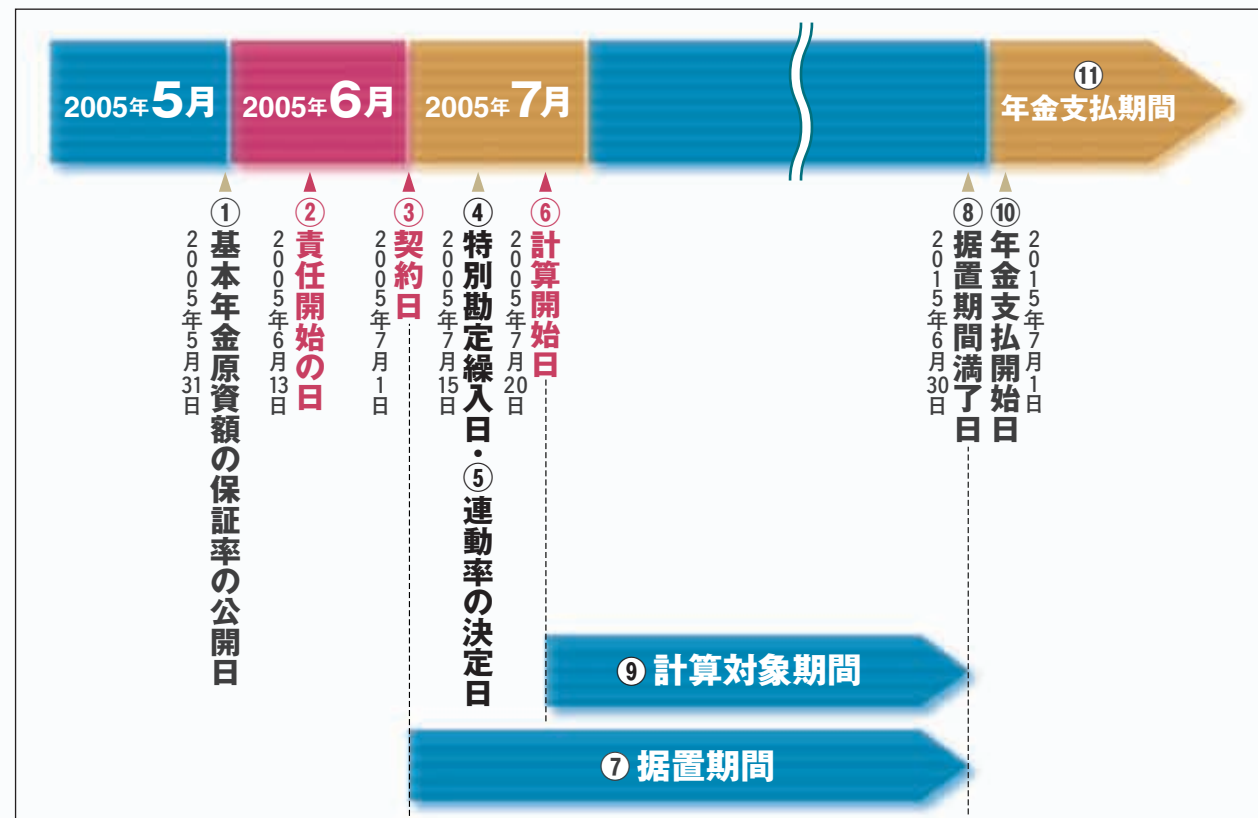 2005年5月
2005年6月
2005年7月
⑪
年金支払期間
①基本年金原資額の保証率の公開日
2005年5月31日
②責任開始の日
2005年6月13日
③契約日
2005年7月1日
④特別勘定繰入日・⑤連動率の決定日
2005年7月15日
⑥計算開始日
2005年7月20日
⑧据置期間満了日
2015年6月30日
⑩年金支払開始日
2015年7月1日
⑨計算対象期間
⑦据置期間